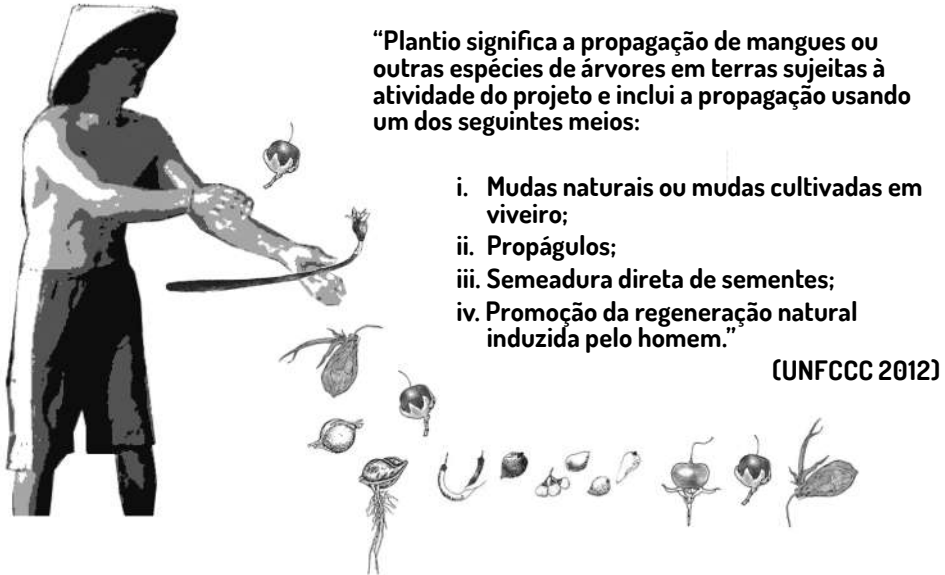 “Plantio significa a propagação de mangues ou
outras espécies de árvores em terras sujeitas à
atividade do projeto e inclui a propagação usando
um dos seguintes meios:
i. Mudas naturais ou mudas cultivadas em
viveiro;
ii. Propágulos;
iii. Semeadura direta de sementes;
iv. Promoção da regeneração natural
induzida pelo homem.”
(UNFCCC 2012)